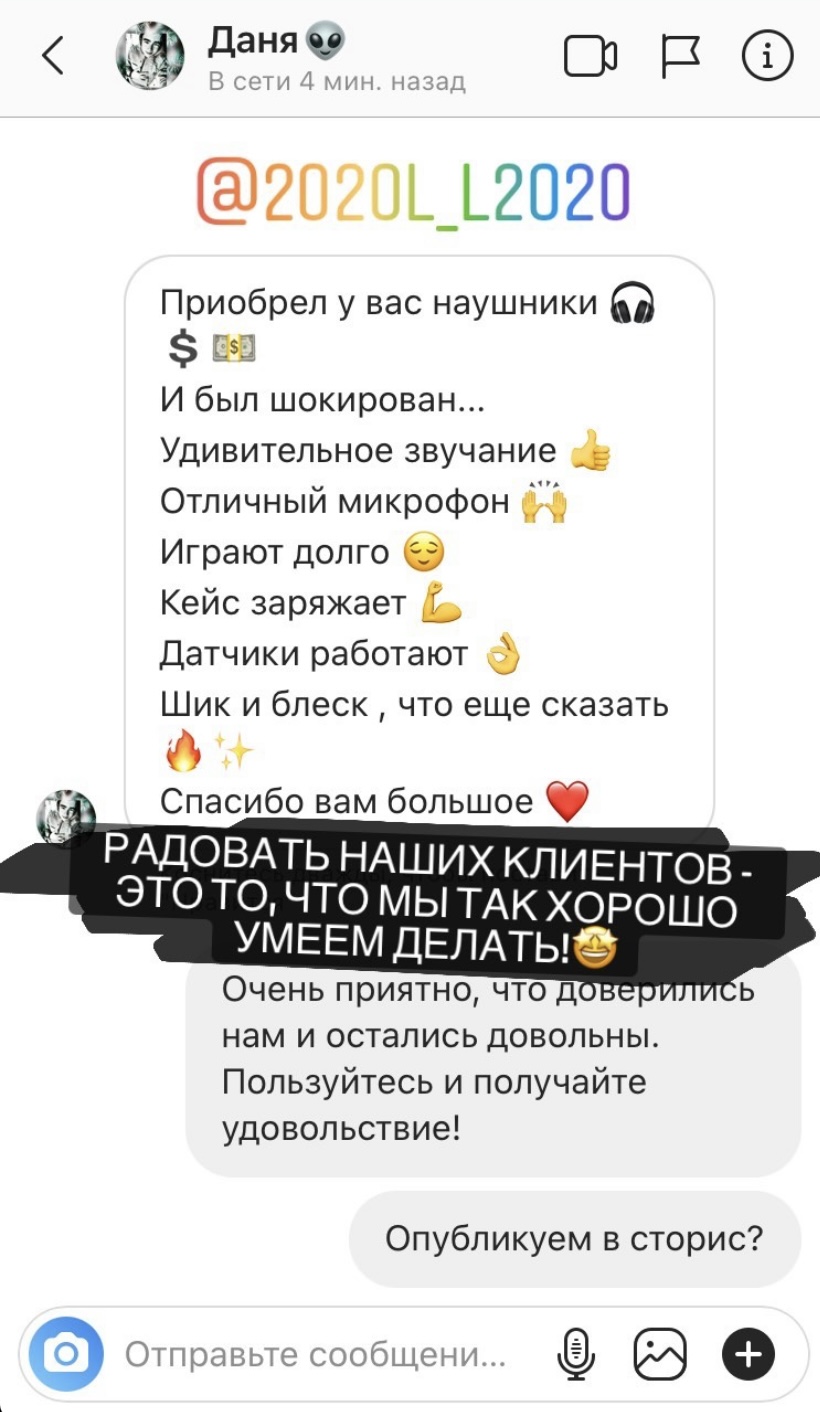 Даня👽
В сети 4 мин. назад
@2020L_L2020
Приобрел у вас наушники 🎧
💲 💵
И был шокирован...
Удивительное звучание 👍
Отличный микрофон 🙌
Играют долго 😌
Кейс заряжает 💪
Датчики работают 👌
Шик и блеск , что еще сказать
🔥 ✨
Спасибо вам большое ❤️
РАДОВАТЬ НАШИХ КЛИЕНТОВ -
ЭТО ТО, ЧТО МЫ ТАК ХОРОШО
УМЕЕМ ДЕЛАТЬ!🤩
Очень приятно, что доверились
нам и остались довольны.
Пользуйтесь и получайте
удовольствие!
Опубликуем в сторис?
Отправьте сообщени...